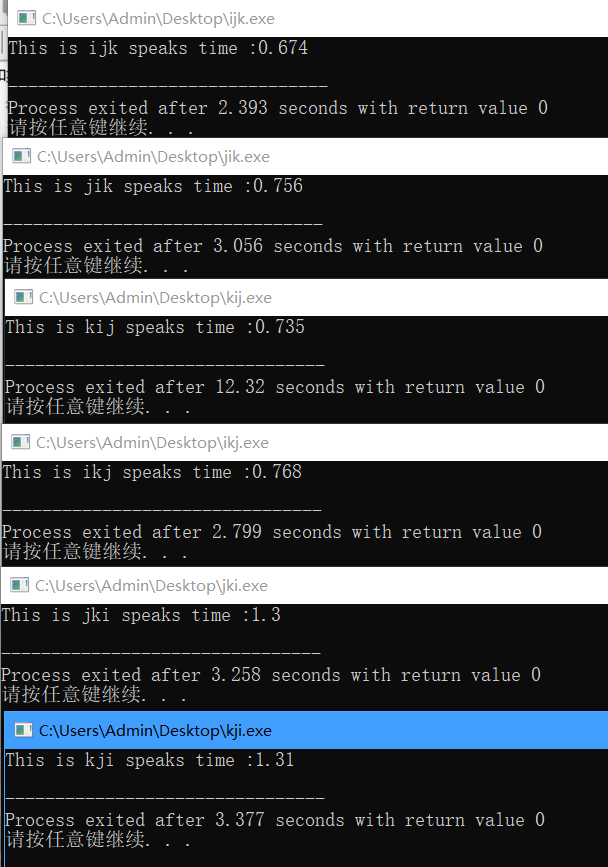 C:\Users\Admin\Desktop\ijk.exe
This is ijk speaks time :0.674
--------------------------------
Process exited after 2.393 seconds with return value 0
请按任意键继续. . .
C:\Users\Admin\Desktop\jik.exe
This is jik speaks time :0.756
--------------------------------
Process exited after 3.056 seconds with return value 0
请按任意键继续. . .
C:\Users\Admin\Desktop\kij.exe
This is kij speaks time :0.735
--------------------------------
Process exited after 12.32 seconds with return value 0
请按任意键继续. . .
C:\Users\Admin\Desktop\ikj.exe
This is ikj speaks time :0.768
--------------------------------
Process exited after 2.799 seconds with return value 0
请按任意键继续. . .
C:\Users\Admin\Desktop\jki.exe
This is jki speaks time :1.3
--------------------------------
Process exited after 3.258 seconds with return value 0
请按任意键继续. . .
C:\Users\Admin\Desktop\kji.exe
This is kji speaks time :1.31
--------------------------------
Process exited after 3.377 seconds with return value 0
请按任意键继续. . .